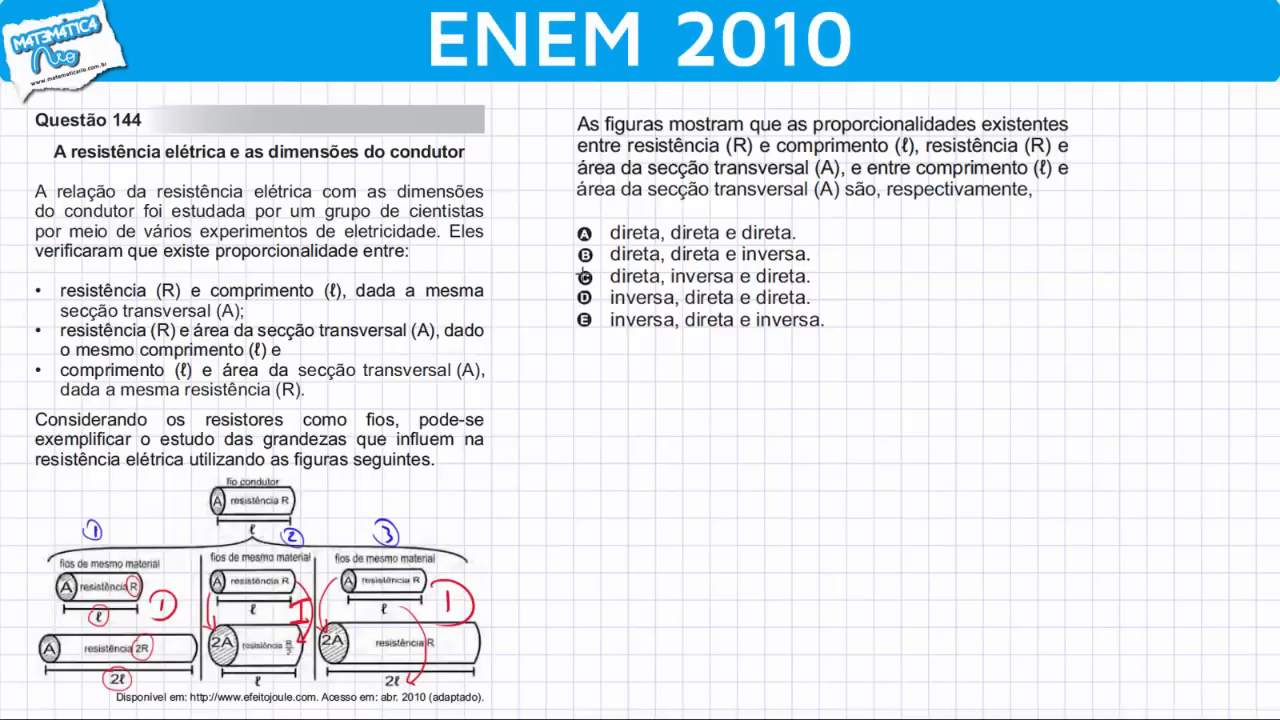 MATEMÁTICA
Rio
www.matematicario.com.br
ENEM 2010
Questão 144
A resistência elétrica e as dimensões do condutor
A relação da resistência elétrica com as dimensões
do condutor foi estudada por um grupo de cientistas
por meio de vários experimentos de eletricidade. Eles
verificaram que existe proporcionalidade entre:
• resistência (R) e comprimento (ℓ), dada a mesma
secção transversal (A);
• resistência (R) e área da secção transversal (A), dado
o mesmo comprimento (ℓ) e
• comprimento (ℓ) e área da secção transversal (A),
dada a mesma resistência (R).
Considerando os resistores como fios, pode-se
exemplificar o estudo das grandezas que influem na
resistência elétrica utilizando as figuras seguintes.
fio condutor
A resistência R
ℓ
1
fios de mesmo material
A resistência R
ℓ
A resistência 2R
2ℓ
D
2
fios de mesmo material
A resistência R
ℓ
2A resistência R/2
ℓ
I
3
fios de mesmo material
A resistência R
ℓ
2A resistência R
2ℓ
D
Disponível em: http://www.efeitojoule.com. Acesso em: abr. 2010 (adaptado).
As figuras mostram que as proporcionalidades existentes
entre resistência (R) e comprimento (ℓ), resistência (R) e
área da secção transversal (A), e entre comprimento (ℓ) e
área da secção transversal (A) são, respectivamente,
A direta, direta e direta.
B direta, direta e inversa.
C direta, inversa e direta.
D inversa, direta e direta.
E inversa, direta e inversa.